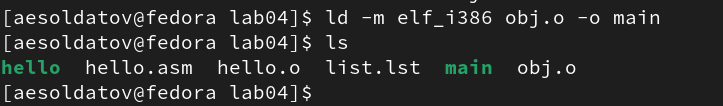 [aesoldatov@fedora lab04]$ ld -m elf_i386 obj.o -o main
[aesoldatov@fedora lab04]$ ls
hello hello.asm hello.o list.lst main obj.o
[aesoldatov@fedora lab04]$